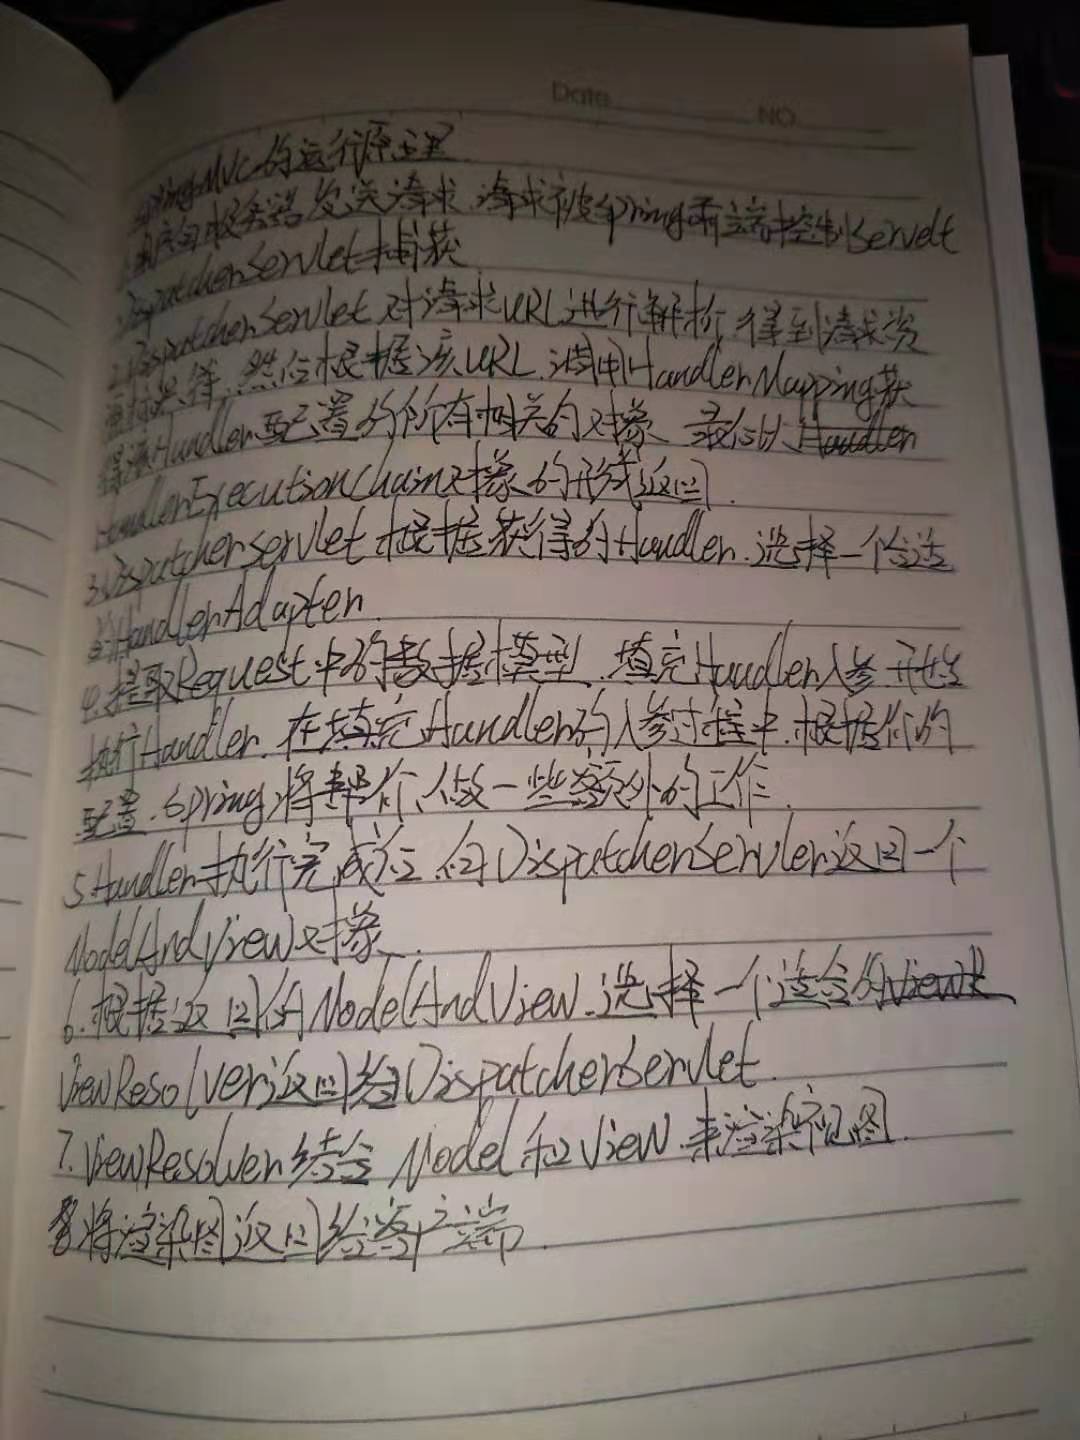 Date NO.
SpringMVC的运行原理
1.用户向服务器发送请求.请求被Spring前端控制Servelt
DispatcherServlet捕获
2.DispatcherServlet对请求URL进行解析,得到请求资
源标识符.然后根据该URL.调用HandlerMapping获
得该Handler配置的所有相关的对象.最后以Handler
HandlerExecutionChain对象的形式返回.
3.DispatcherServlet根据获得的Handler.选择一个合适
的HandlerAdapter.
4.提取Request中的数据模型.填充Handler入参.开始
执行Handler.在填充Handler的入参过程中.根据你的
配置.Spring将帮你做一些额外的工作.
5.Handler执行完成后.向DispatcherServler返回一个
ModelAndView对象.
6.根据返回的ModelAndView.选择一个适合的ViewR
ViewResolver返回给DispatcherServlet.
7.ViewResolver结合Model和View.来渲染视图.
8将渲染图返回给客户端.